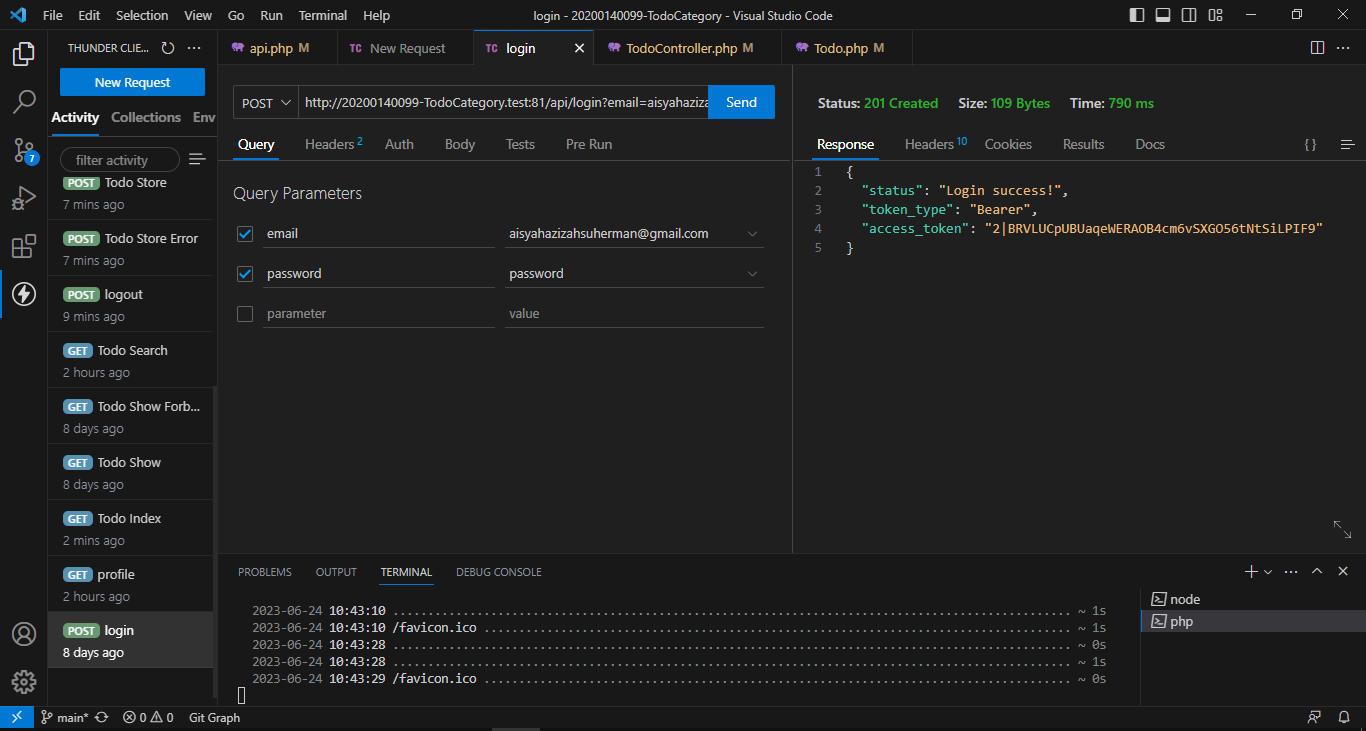 File Edit Selection View Go Run Terminal Help
login - 20200140099-TodoCategory - Visual Studio Code
THUNDER CLIE...
New Request
Activity Collections Env
filter activity
POST Todo Store
7 mins ago
POST Todo Store Error
7 mins ago
POST logout
9 mins ago
GET Todo Search
2 hours ago
GET Todo Show Forb...
8 days ago
GET Todo Show
8 days ago
GET Todo Index
2 mins ago
GET profile
2 hours ago
POST login
8 days ago
7
api.php M
TC New Request
TC login
TodoController.php M
Todo.php M
POST http://20200140099-TodoCategory.test:81/api/login?email=aisyahaziza Send
Query Headers 2 Auth Body Tests Pre Run
Query Parameters
email aisyahazizahsuherman@gmail.com
password password
parameter value
Status: 201 Created Size: 109 Bytes Time: 790 ms
Response Headers 10 Cookies Results Docs { }
1 {
2 "status": "Login success!",
3 "token_type": "Bearer",
4 "access_token": "2|BRVLUCpUBUaqeWERAOB4cm6vSXGO56tNtSiLPIF9"
5 }
PROBLEMS OUTPUT TERMINAL DEBUG CONSOLE
2023-06-24 10:43:10 ........................................ ~ 1s
2023-06-24 10:43:10 /favicon.ico ........................................ ~ 1s
2023-06-24 10:43:28 ........................................ ~ 0s
2023-06-24 10:43:28 ........................................ ~ 1s
2023-06-24 10:43:29 /favicon.ico ........................................ ~ 0s
node
php
main* 0 0 Git Graph